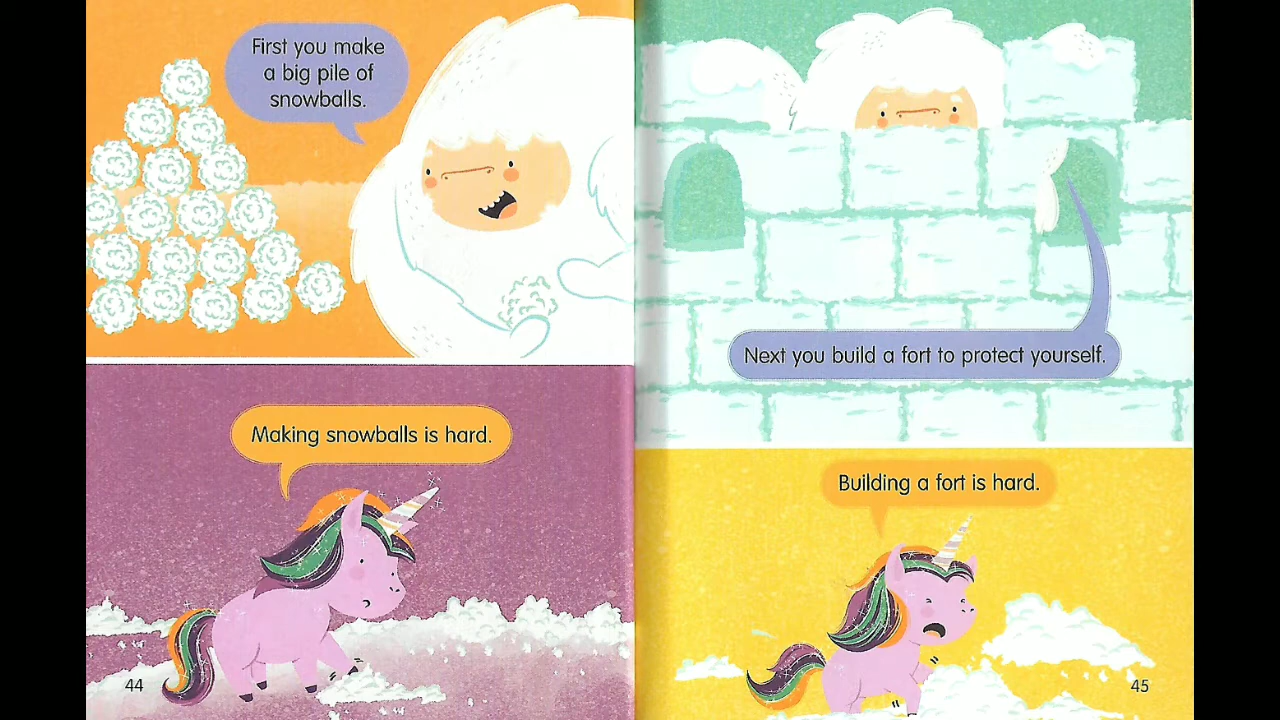 First you make
a big pile of
snowballs.
Making snowballs is hard.
44
Next you build a fort to protect yourself.
Building a fort is hard.
45